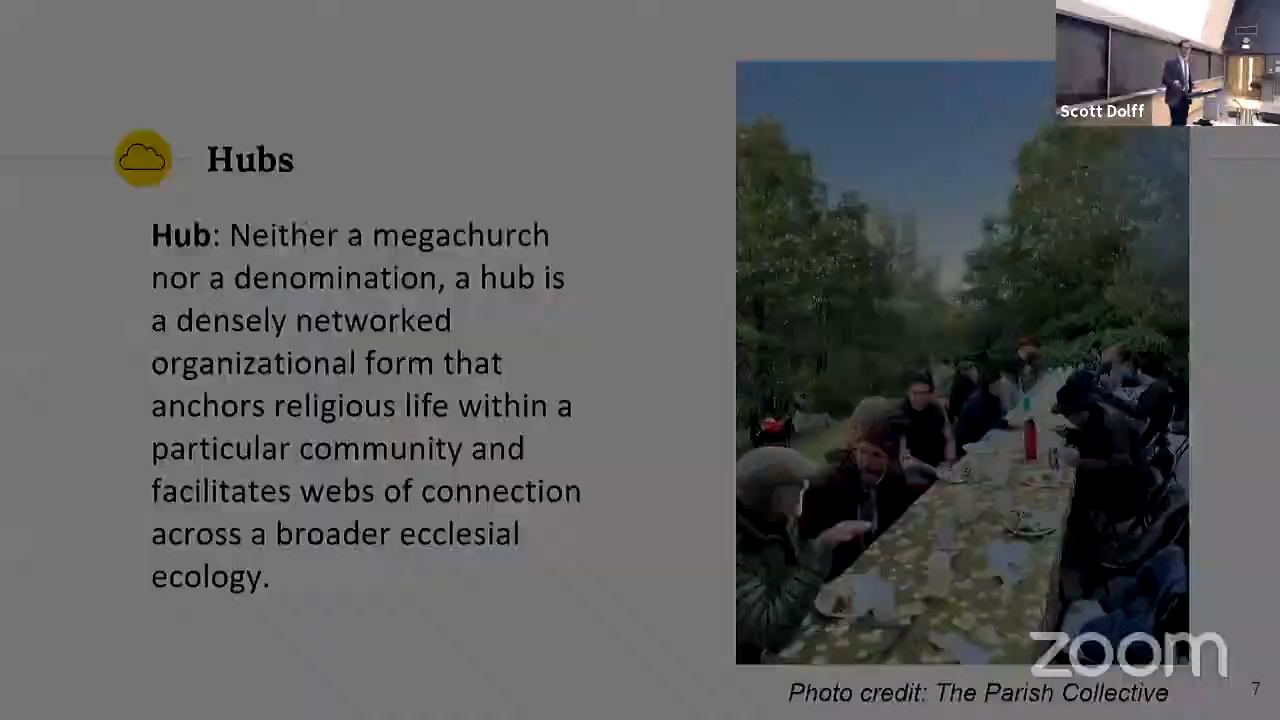 Scott Dolff
Hubs
Hub: Neither a megachurch
nor a denomination, a hub is
a densely networked
organizational form that
anchors religious life within a
particular community and
facilitates webs of connection
across a broader ecclesial
ecology.
zoom
Photo credit: The Parish Collective
7